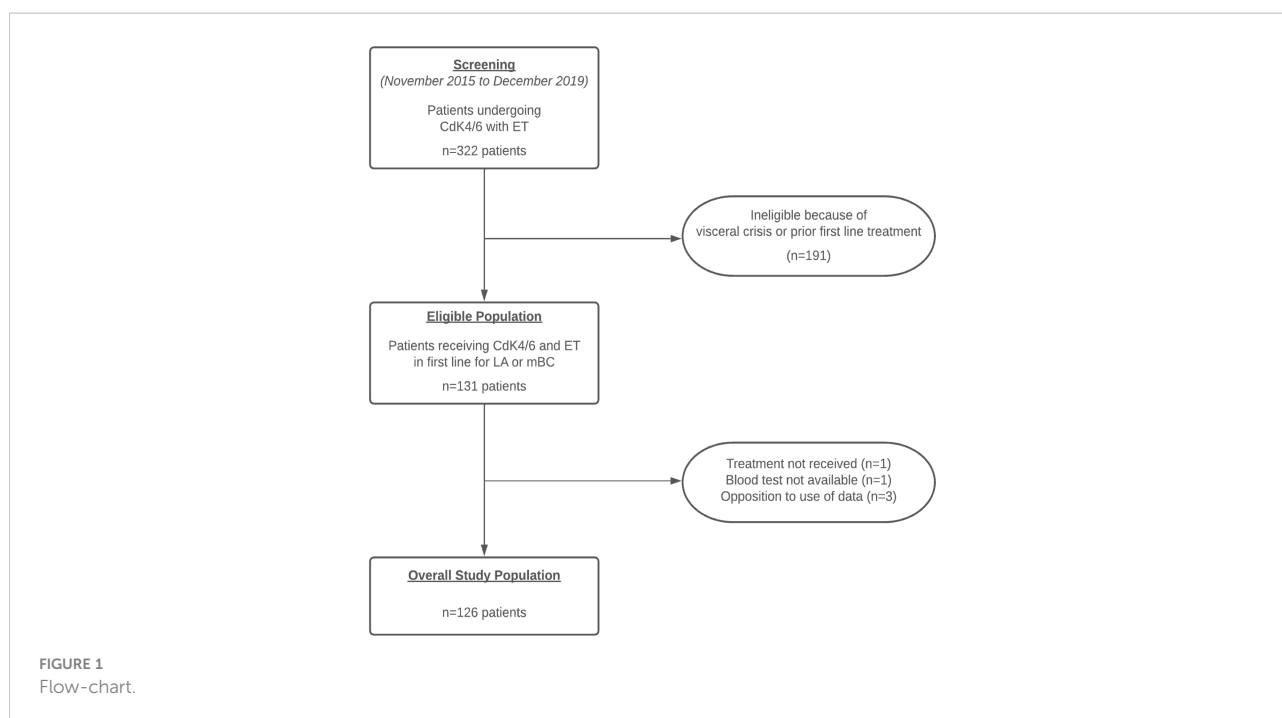 Screening
(November 2015 to December 2019)
Patients undergoing
CdK4/6 with ET
n=322 patients
Ineligible because of
visceral crisis or prior first line treatment
(n=191)
Eligible Population
Patients receiving CdK4/6 and ET
in first line for LA or mBC
n=131 patients
Treatment not received (n=1)
Blood test not available (n=1)
Opposition to use of data (n=3)
Overall Study Population
n=126 patients
FIGURE 1
Flow-chart.